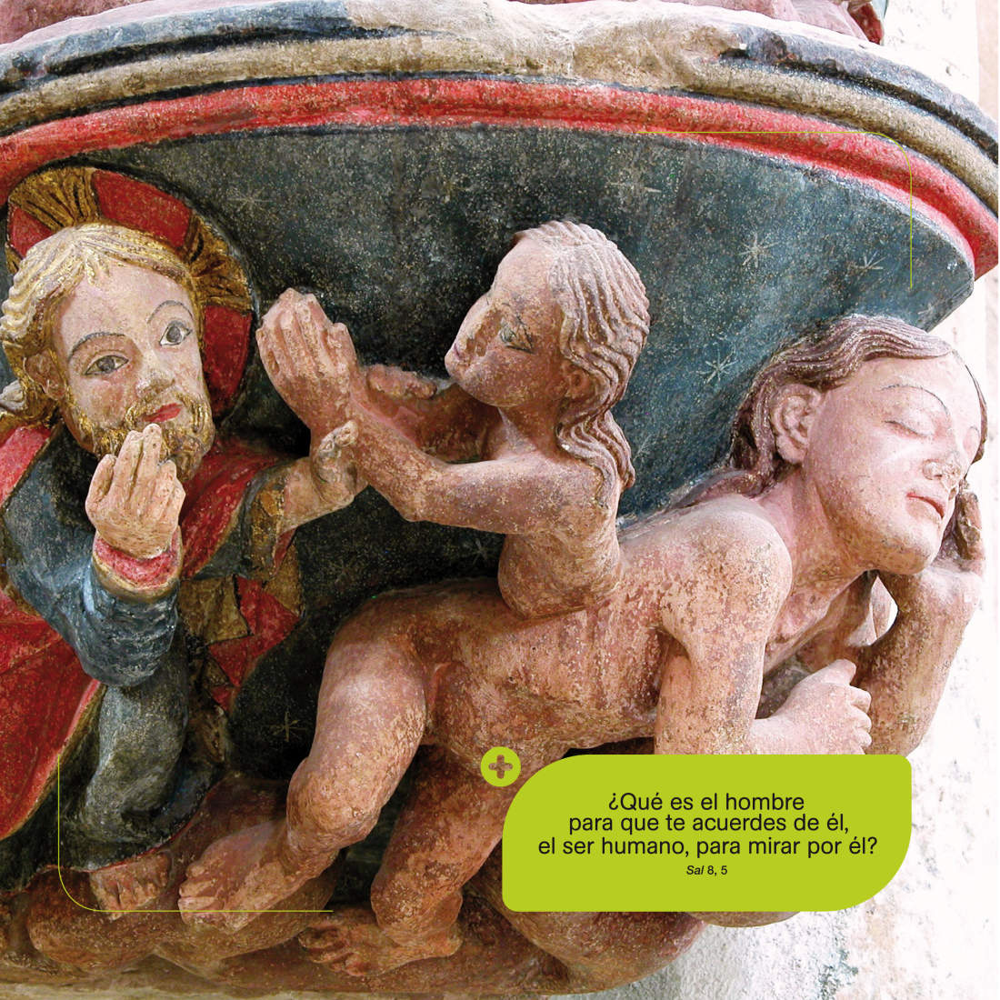 ¿Qué es el hombre
para que te acuerdes de él,
el ser humano, para mirar por él?
Sal 8, 5